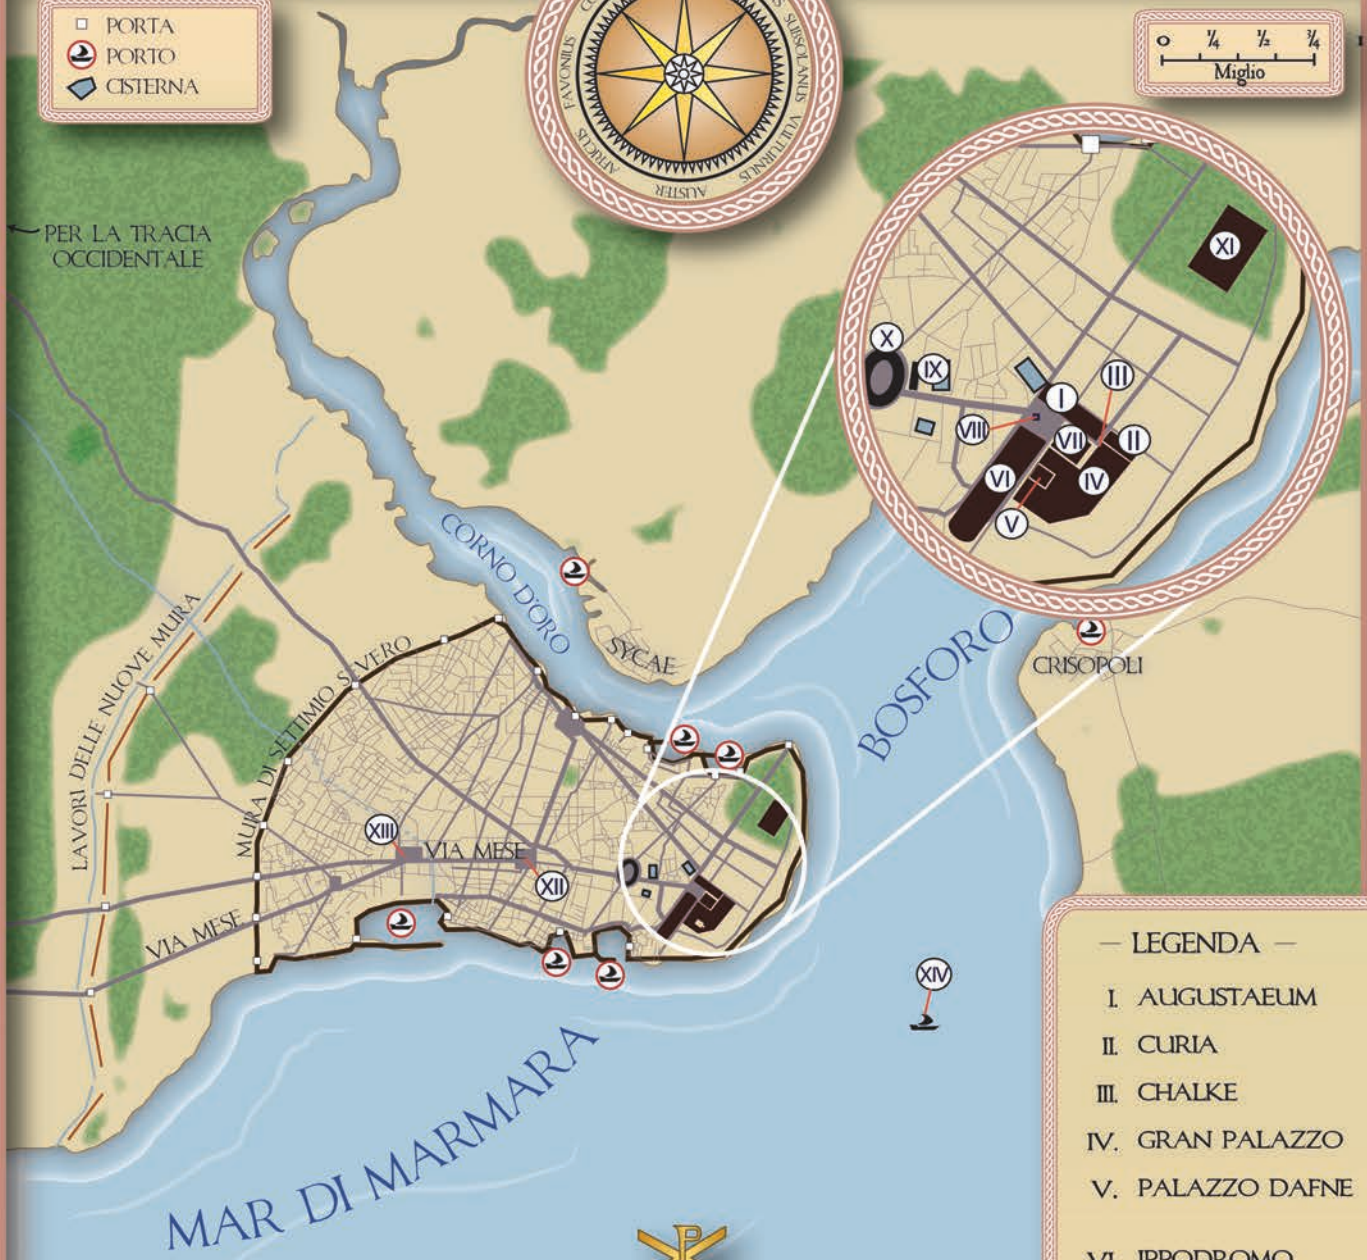 PORTA
PORTO
CISTERNA
FAVONIUS
SUBSOLANUS
VULTURNUS
AUSTER
AFRICUS
0 ¼ ½ ¾
Miglio
PER LA TRACIA
OCCIDENTALE
XI
X
IX
III
I
VIII
VII
II
VI
IV
V
CORNO D'ORO
SYCAE
BOSFORO
CRISOPOLI
LAVORI DELLE NUOVE MURA
MURA DI SETTIMIO SEVERO
XIII
VIA MESE
XII
VIA MESE
XIV
MAR DI MARMARA
— LEGENDA —
I. AUGUSTAEUM
II. CURIA
III. CHALKE
IV. GRAN PALAZZO
V. PALAZZO DAFNE
VI. IPPODROMO